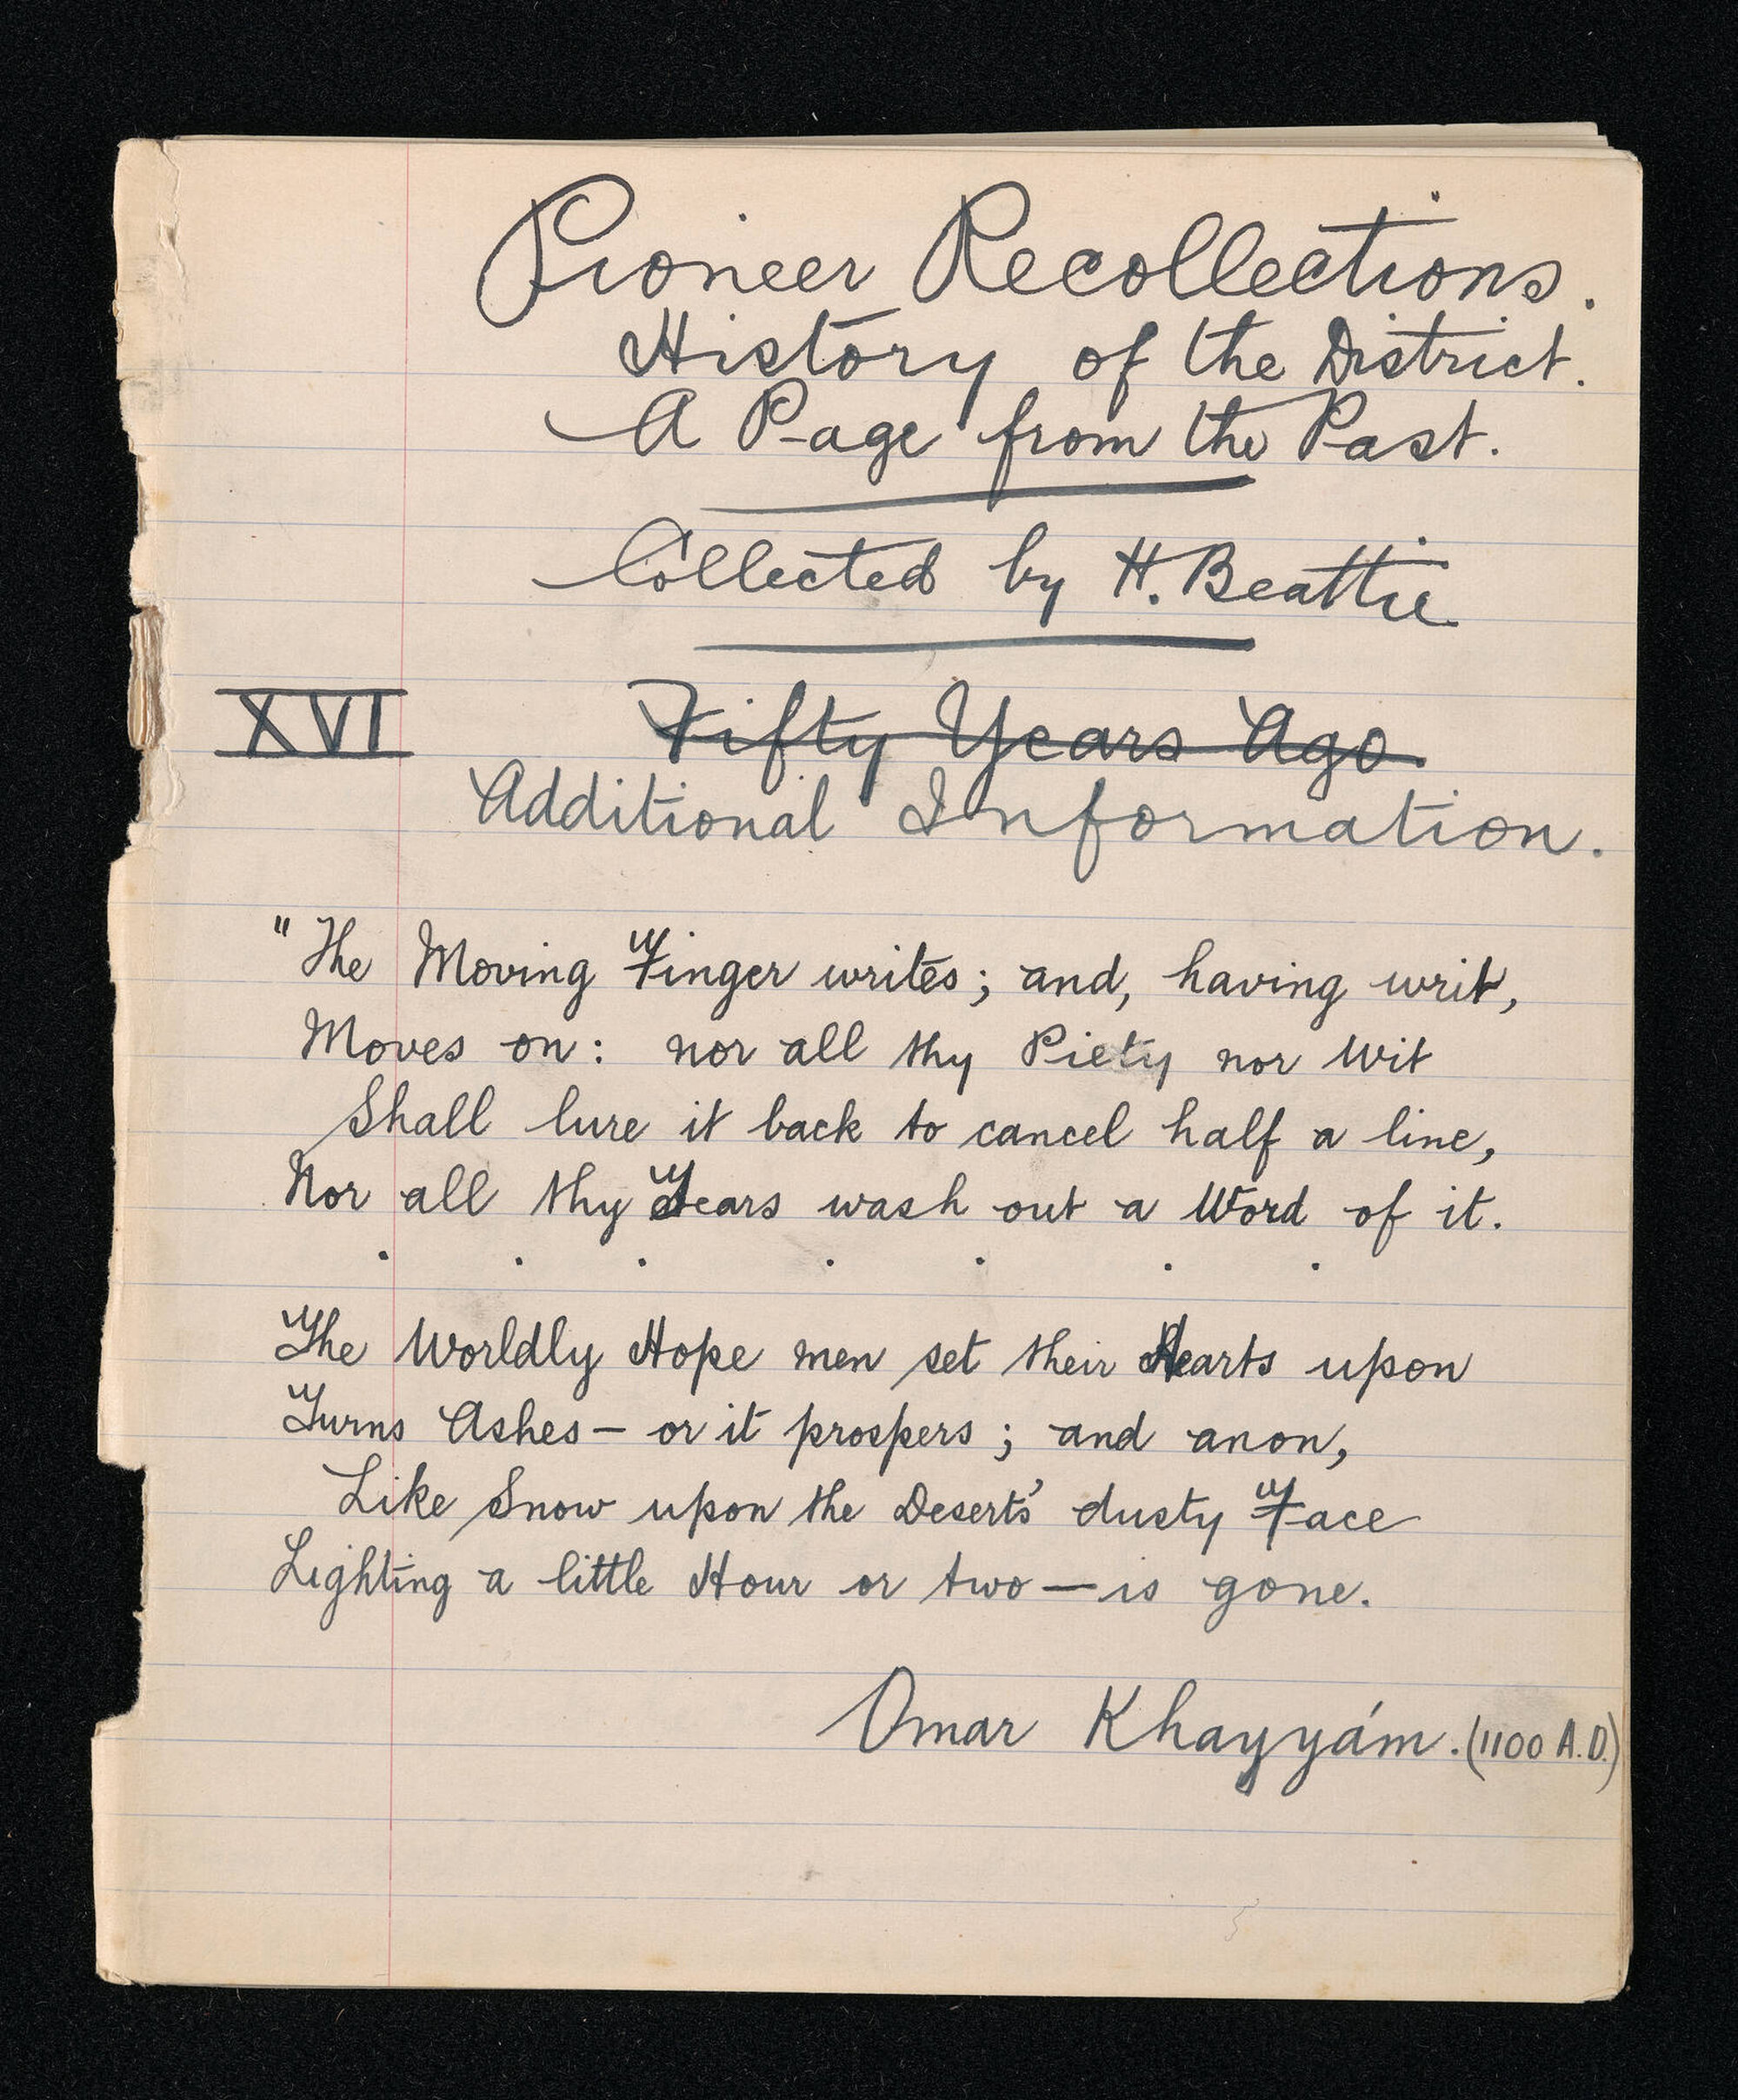 Pioneer Recollections.
History of the District.
A Page from the Past.
Collected by H. Beattie
XVI Fifty Years Ago
Additional Information.
"The Moving Finger writes; and, having writ,
Moves on: nor all thy Piety nor Wit
Shall lure it back to cancel half a line,
Nor all thy Tears wash out a Word of it.
. . . . . . .
The Worldly Hope men set their Hearts upon
Turns Ashes — or it prospers; and anon,
Like Snow upon the Desert's dusty Face
Lighting a little Hour or two — is gone.
Omar Khayyám. (1100 A.D.)